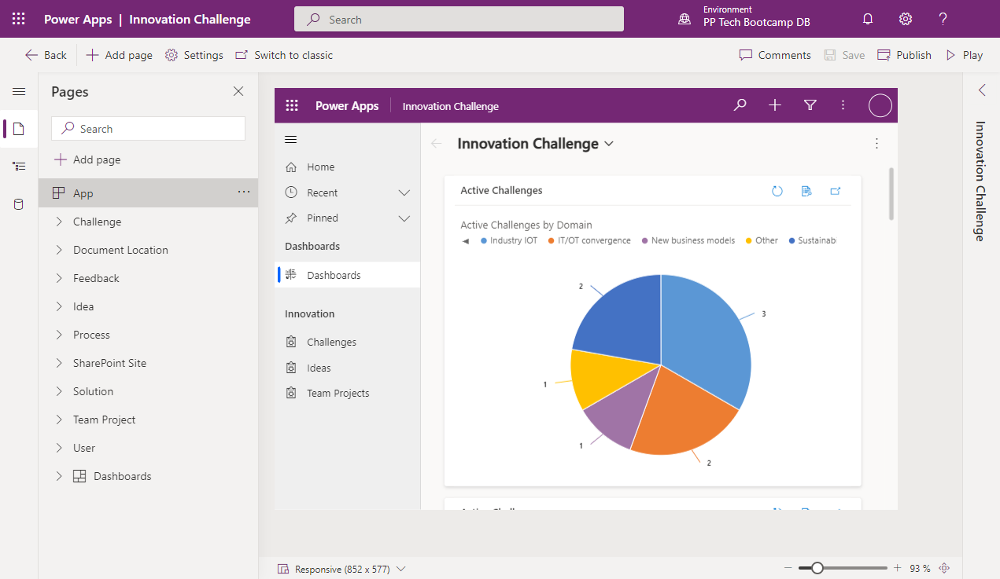 Power Apps | Innovation Challenge
Search
Environment
PP Tech Bootcamp DB
?
Back
Add page
Settings
Switch to classic
Comments
Save
Publish
Play
Pages
Search
Add page
App
Challenge
Document Location
Feedback
Idea
Process
SharePoint Site
Solution
Team Project
User
Dashboards
Power Apps
Innovation Challenge
Home
Recent
Pinned
Dashboards
Dashboards
Innovation
Challenges
Ideas
Team Projects
Innovation Challenge
Active Challenges
Active Challenges by Domain
Industry IOT
IT/OT convergence
New business models
Other
Sustainab
2
3
1
1
2
Innovation Challenge
Responsive (852 x 577)
93 %